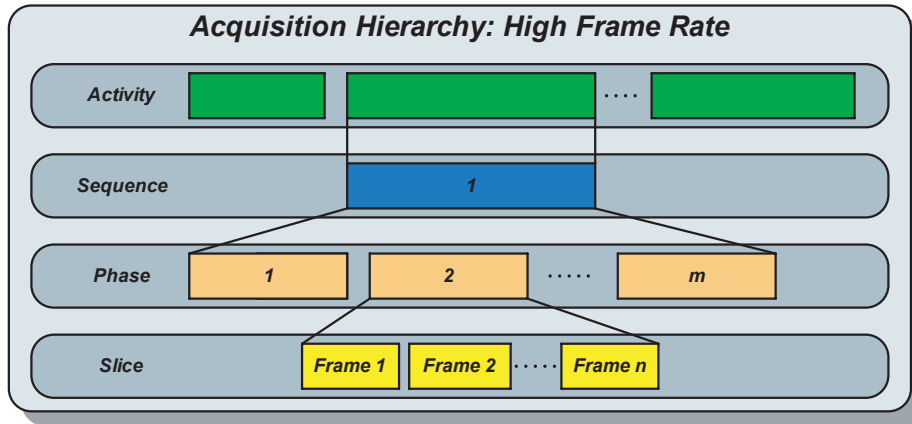 Acquisition Hierarchy: High Frame Rate
Activity
....
Sequence
1
Phase
1 2 ..... m
Slice
Frame 1 Frame 2 ..... Frame n